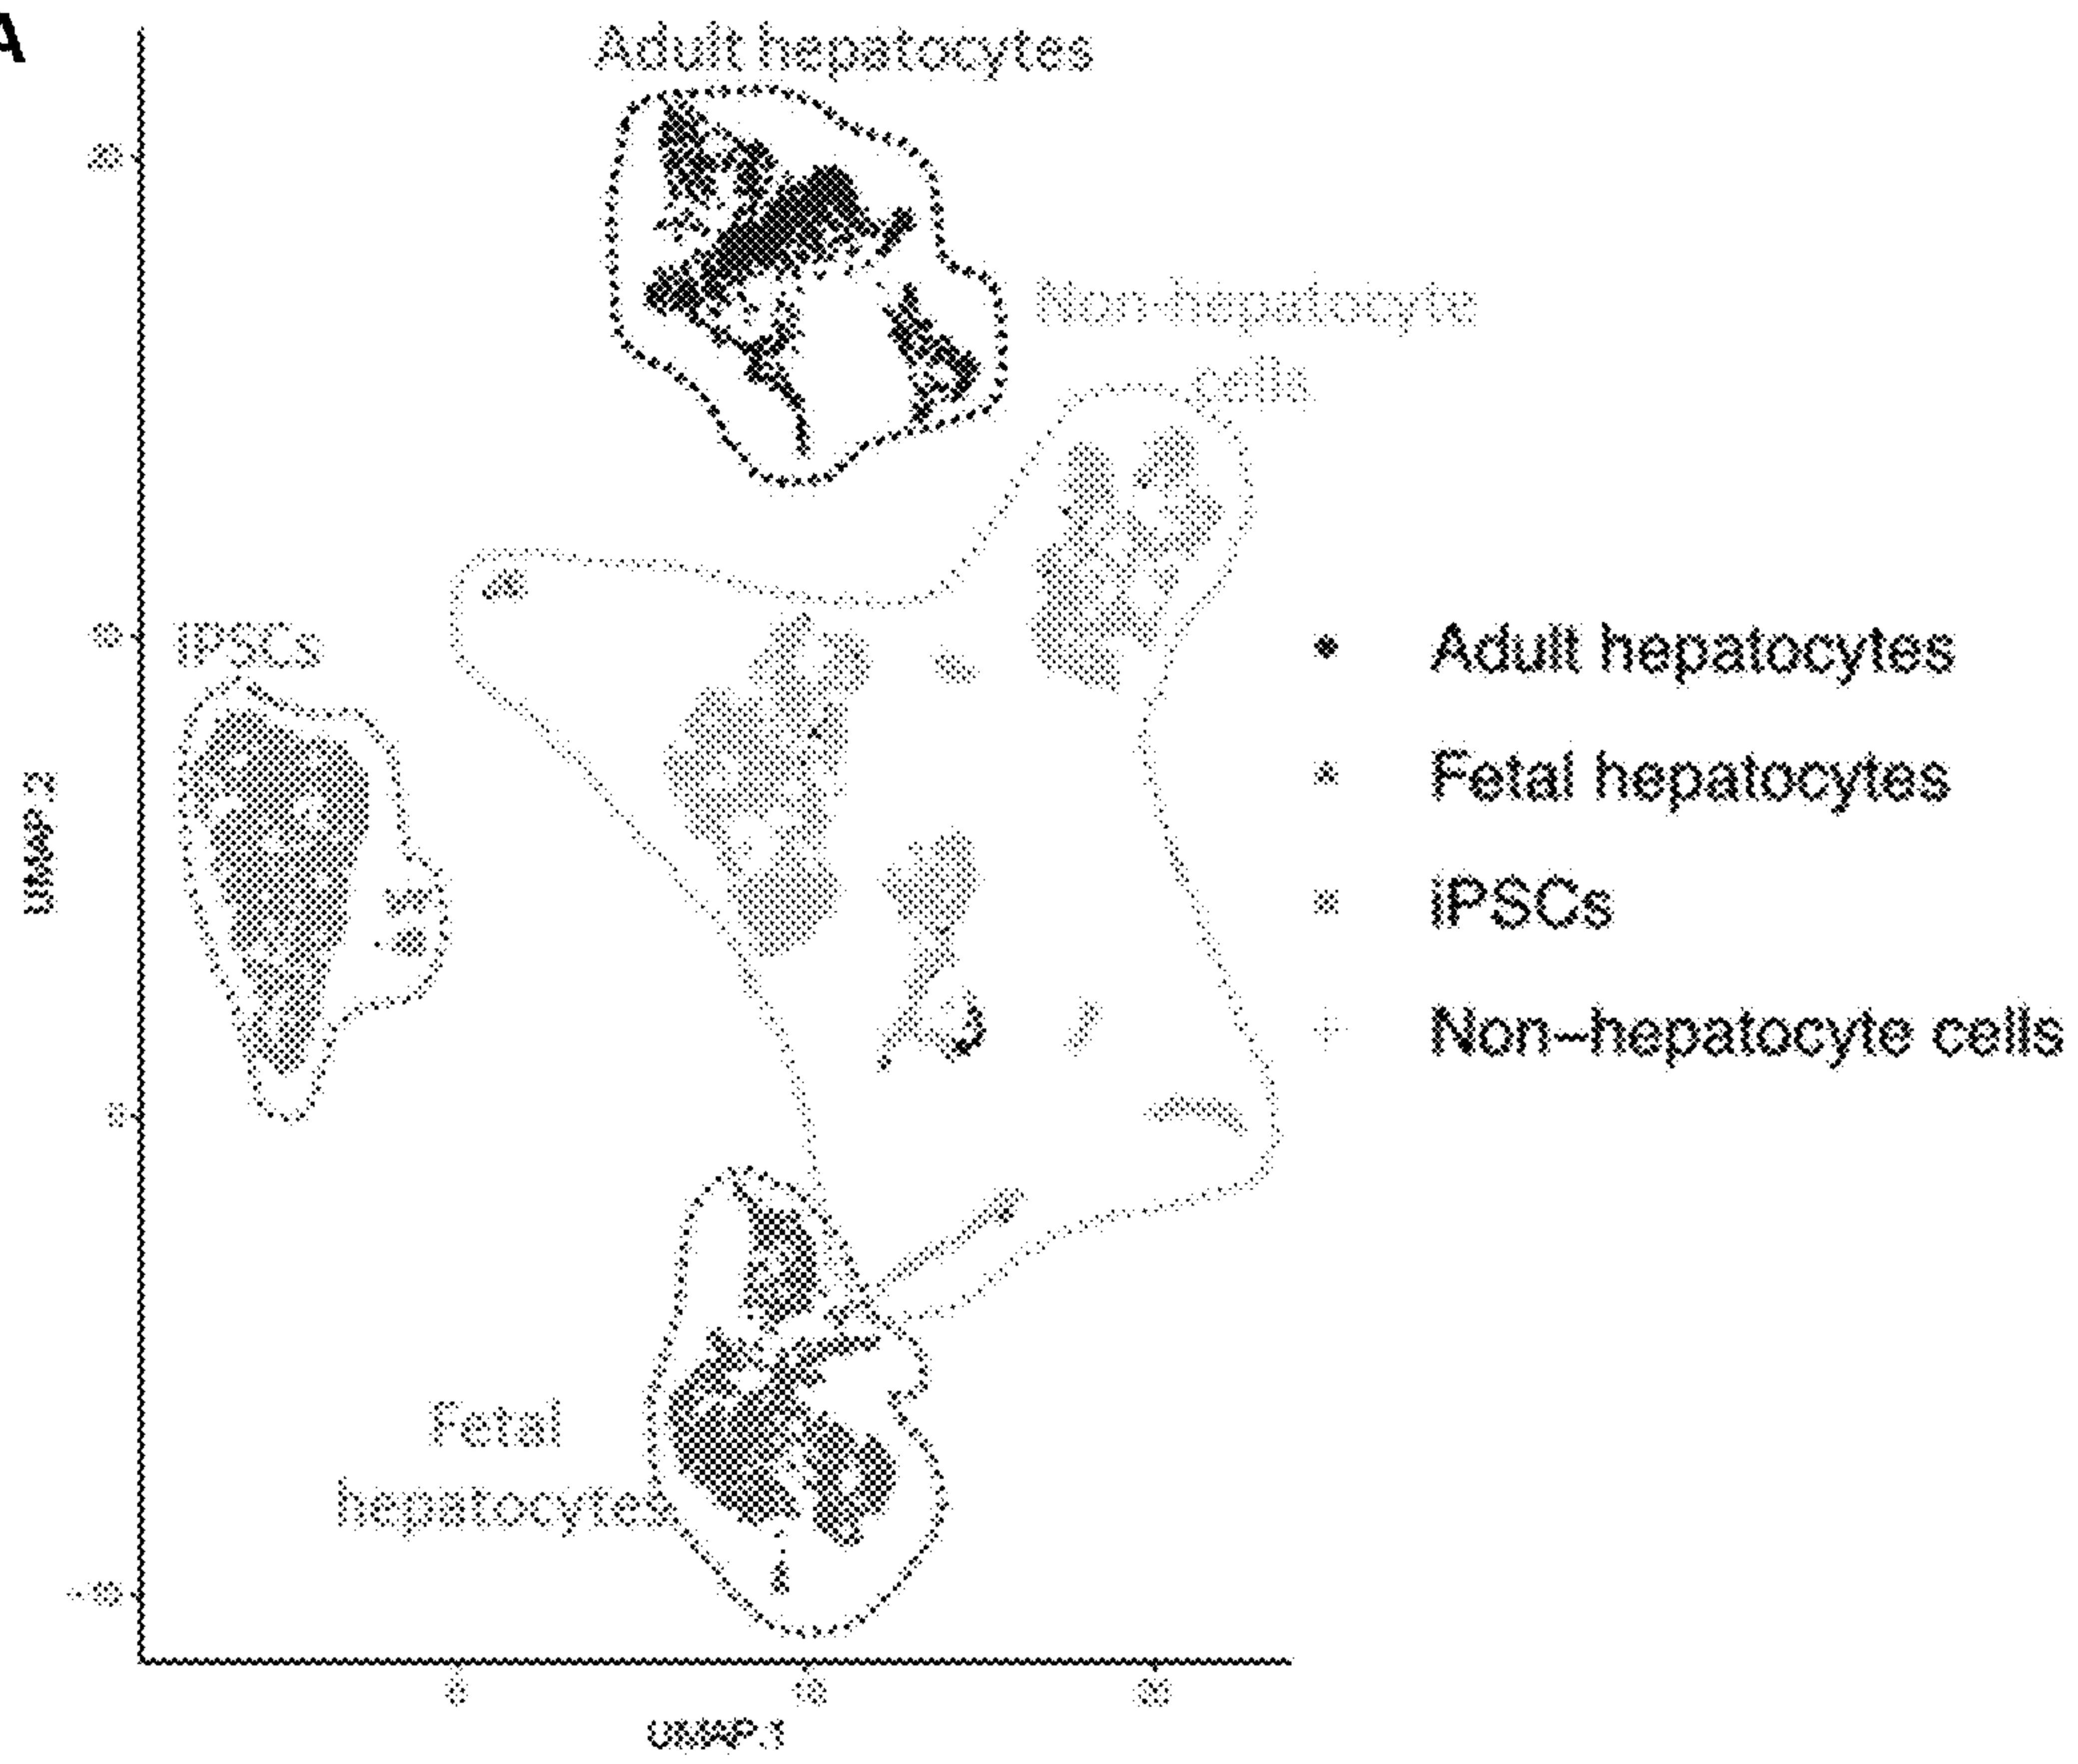 A
Adult hepatocytes
Non-hepatocyte
cells
iPSCs
Adult hepatocytes
Fetal hepatocytes
iPSCs
Non-hepatocyte cells
Fetal
hepatocytes
UMAP 2
UMAP 1